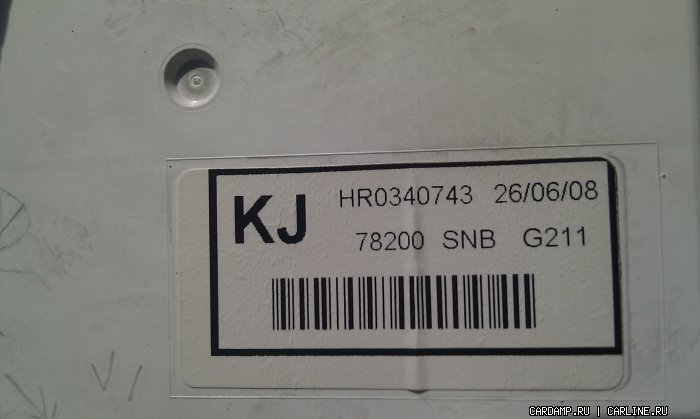 KJ
HR0340743 26/06/08
78200 SNB G211
CARDAMP.RU | CARLINE.RU